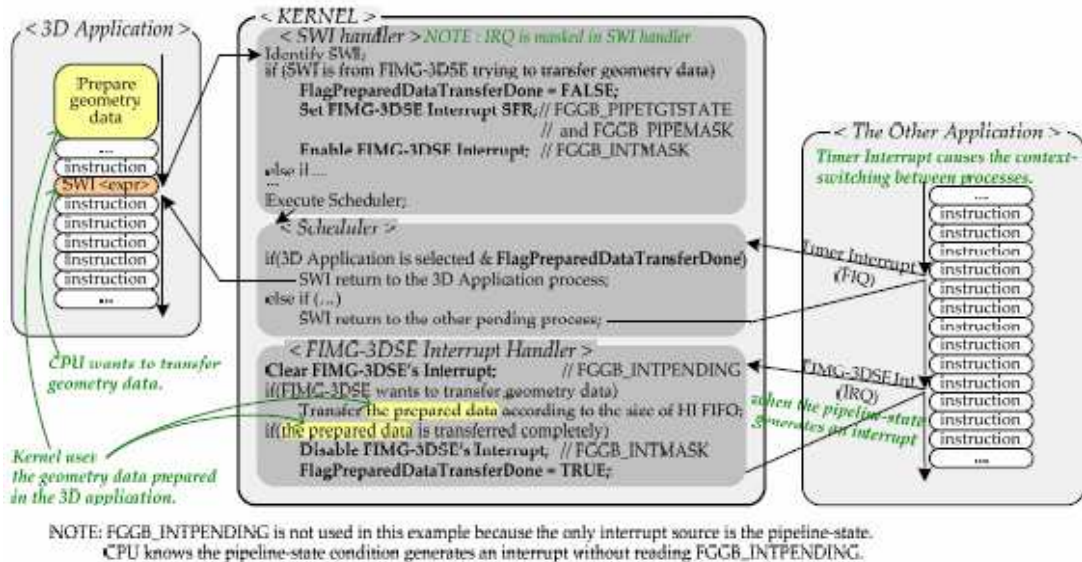 < 3D Application >
Prepare
geometry
data
....
instruction
SWI <expr>
instruction
instruction
instruction
instruction
instruction
...
CPU wants to transfer
geometry data.
Kernel uses
the geometry data prepared
in the 3D application.
< KERNEL >
< SWI handler > NOTE : IRQ is masked in SWI handler
Identify SWI;
if (SWI is from FIMG-3DSE trying to transfer geometry data)
FlagPreparedDataTransferDone = FALSE;
Set FIMG-3DSE Interrupt SFR; // FGGB_PIPETGTSTATE
// and FGGB_PIPEMASK
Enable FIMG-3DSE Interrupt; // FGGB_INTMASK
else if ...
...
Execute Scheduler;
< Scheduler >
if(3D Application is selected & FlagPreparedDataTransferDone)
SWI return to the 3D Application process;
else if (...)
SWI return to the other pending process;
< FIMG-3DSE Interrupt Handler >
Clear FIMG-3DSE's Interrupt; // FGGB_INTPENDING
if(FIMG-3DSE wants to transfer geometry data)
Transfer the prepared data according to the size of HI FIFO;
if(the prepared data is transferred completely)
Disable FIMG-3DSE's Interrupt; // FGGB_INTMASK
FlagPreparedDataTransferDone = TRUE;
< The Other Application >
Timer Interrupt causes the context-
switching between processes.
....
instruction
instruction
instruction
instruction
instruction
instruction
instruction
instruction
instruction
instruction
instruction
instruction
....
Timer Interrupt
(FIQ)
FIMG-3DSE Int.
(IRQ)
when the pipeline-state
generates an interrupt
NOTE: FGGB_INTPENDING is not used in this example because the only interrupt source is the pipeline-state.
CPU knows the pipeline-state condition generates an interrupt without reading FGGB_INTPENDING.